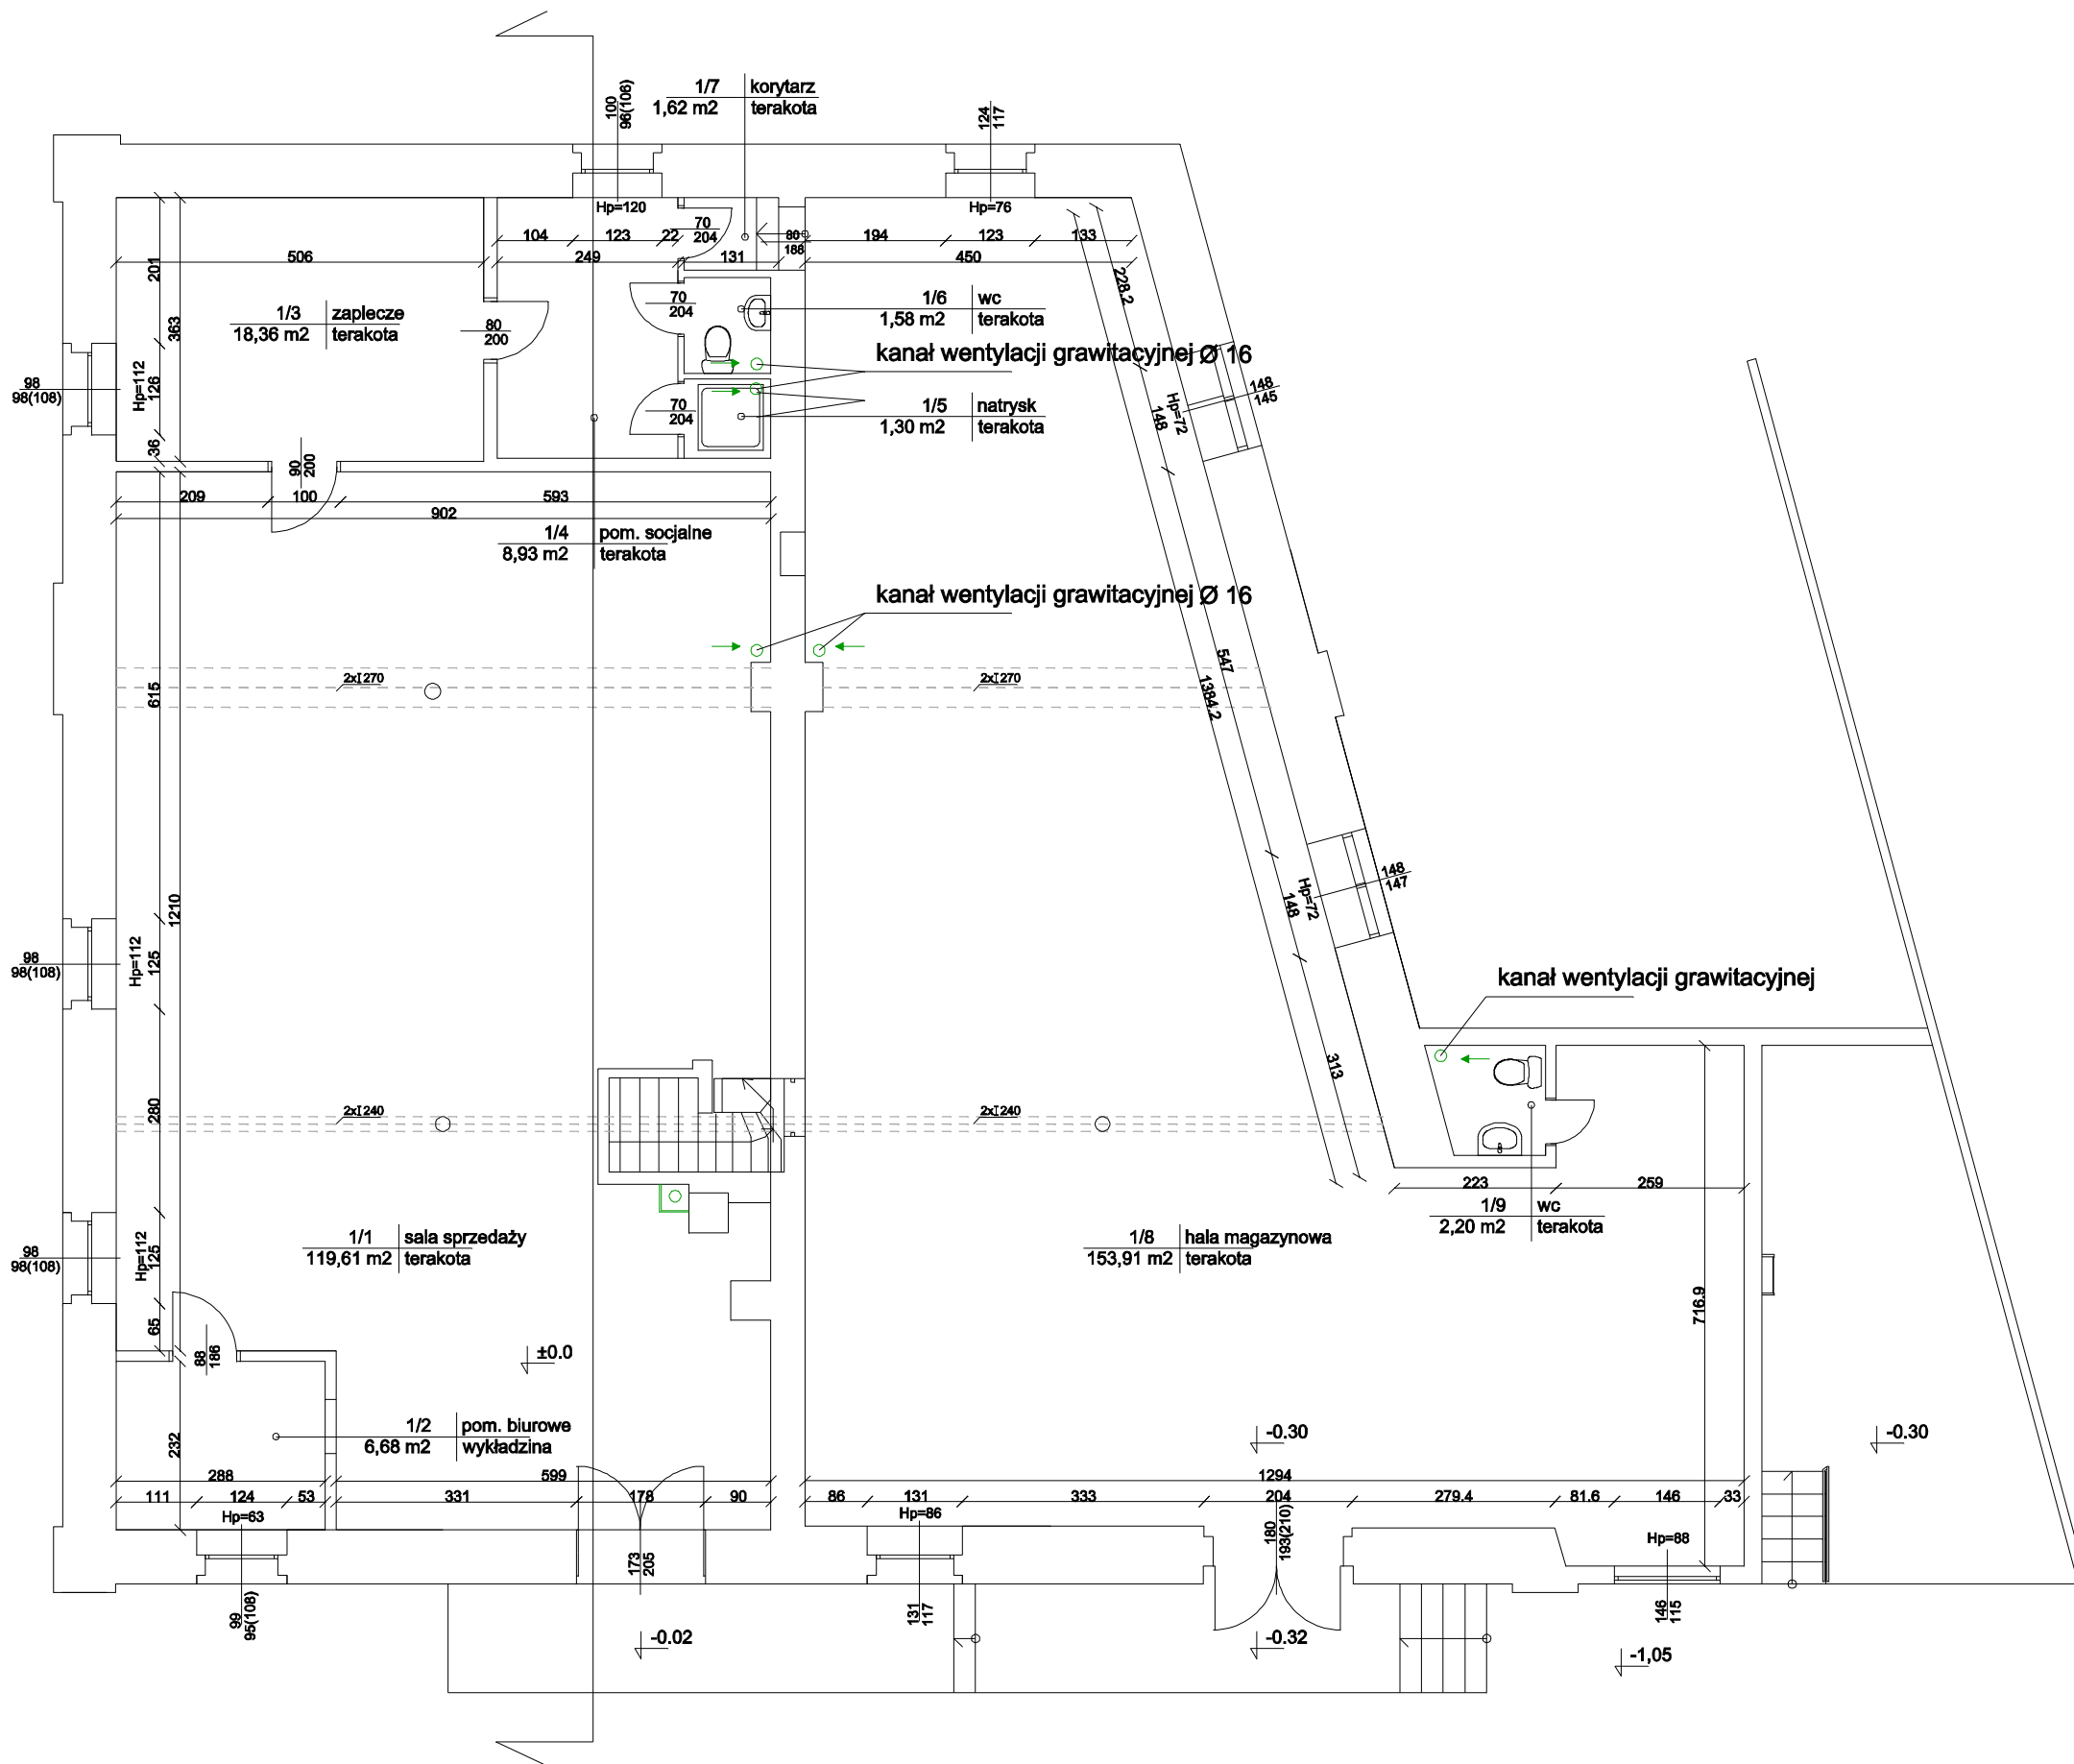 1/7 korytarz
1,62 m2 terakota
100
96(108)
124
117
Hp=120
Hp=76
70
204
80
188
104 123 22
194 123 133
506
249
131
450
201
363
228.2
1/3 zaplecze
18,36 m2 terakota
70
204
1/6 wc
1,58 m2 terakota
80
200
kanał wentylacji grawitacyjnej Ø 16
98
98(108)
Hp=112
126
148
145
Hp=72
148
70
204
1/5 natrysk
1,30 m2 terakota
36
90
200
209 100 593
902
1/4 pom. socjalne
8,93 m2 terakota
kanał wentylacji grawitacyjnej Ø 16
547
1384.2
615
2xI270
2xI270
148
147
Hp=72
148
1210
98
98(108)
Hp=112
125
kanał wentylacji grawitacyjnej
313
280
2xI240
2xI240
223 259
1/9 wc
2,20 m2 terakota
1/1 sala sprzedaży
119,61 m2 terakota
1/8 hala magazynowa
153,91 m2 terakota
98
98(108)
Hp=112
125
716.9
65
88
186
±0.0
1/2 pom. biurowe
6,68 m2 wykładzina
-0.30
-0.30
232
288
599
1294
111 124 53
331 178 90
86 131 333 204 279.4 81.6 146 33
Hp=63
Hp=86
Hp=88
173
205
180
193(210)
99
95(108)
131
117
146
115
-0.02
-0.32
-1,05